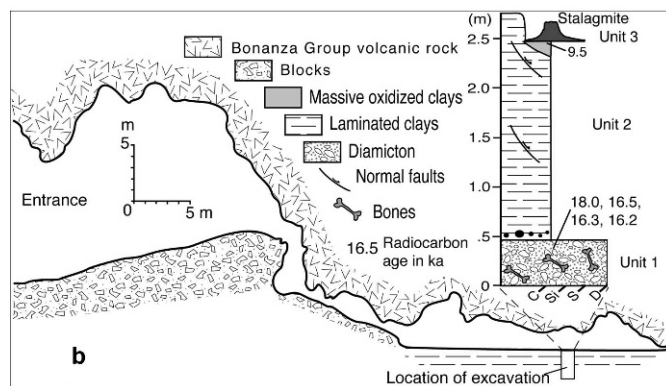 Bonanza Group volcanic rock
Blocks
Massive oxidized clays
Laminated clays
Diamicton
Normal faults
Bones
16.5 Radiocarbon
age in ka
m
5
0
5 m
Entrance
b
(m)
2.5
2.0
1.5
1.0
.5
0
Stalagmite
Unit 3
9.5
Unit 2
18.0, 16.5,
16.3, 16.2
Unit 1
C Si S D
Location of excavation